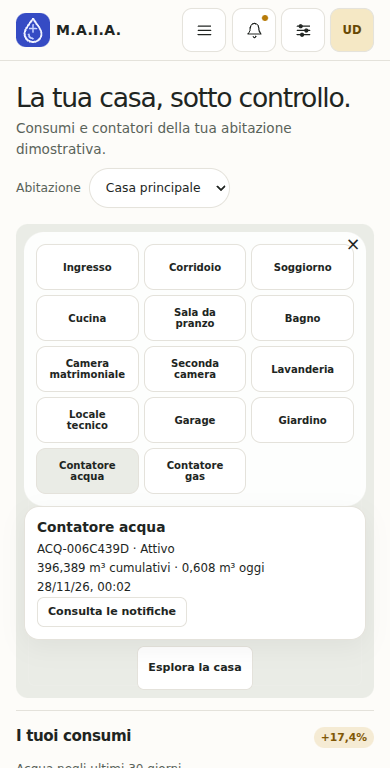 M.A.I.A.
UD
La tua casa, sotto controllo.
Consumi e contatori della tua abitazione
dimostrativa.
Abitazione
Casa principale
×
Ingresso
Corridoio
Soggiorno
Cucina
Sala da
pranzo
Bagno
Camera
matrimoniale
Seconda
camera
Lavanderia
Locale
tecnico
Garage
Giardino
Contatore
acqua
Contatore
gas
Contatore acqua
ACQ-006C439D · Attivo
396,389 m³ cumulativi · 0,608 m³ oggi
28/11/26, 00:02
Consulta le notifiche
Esplora la casa
I tuoi consumi
+17,4%
Acqua negli ultimi 30 giorni